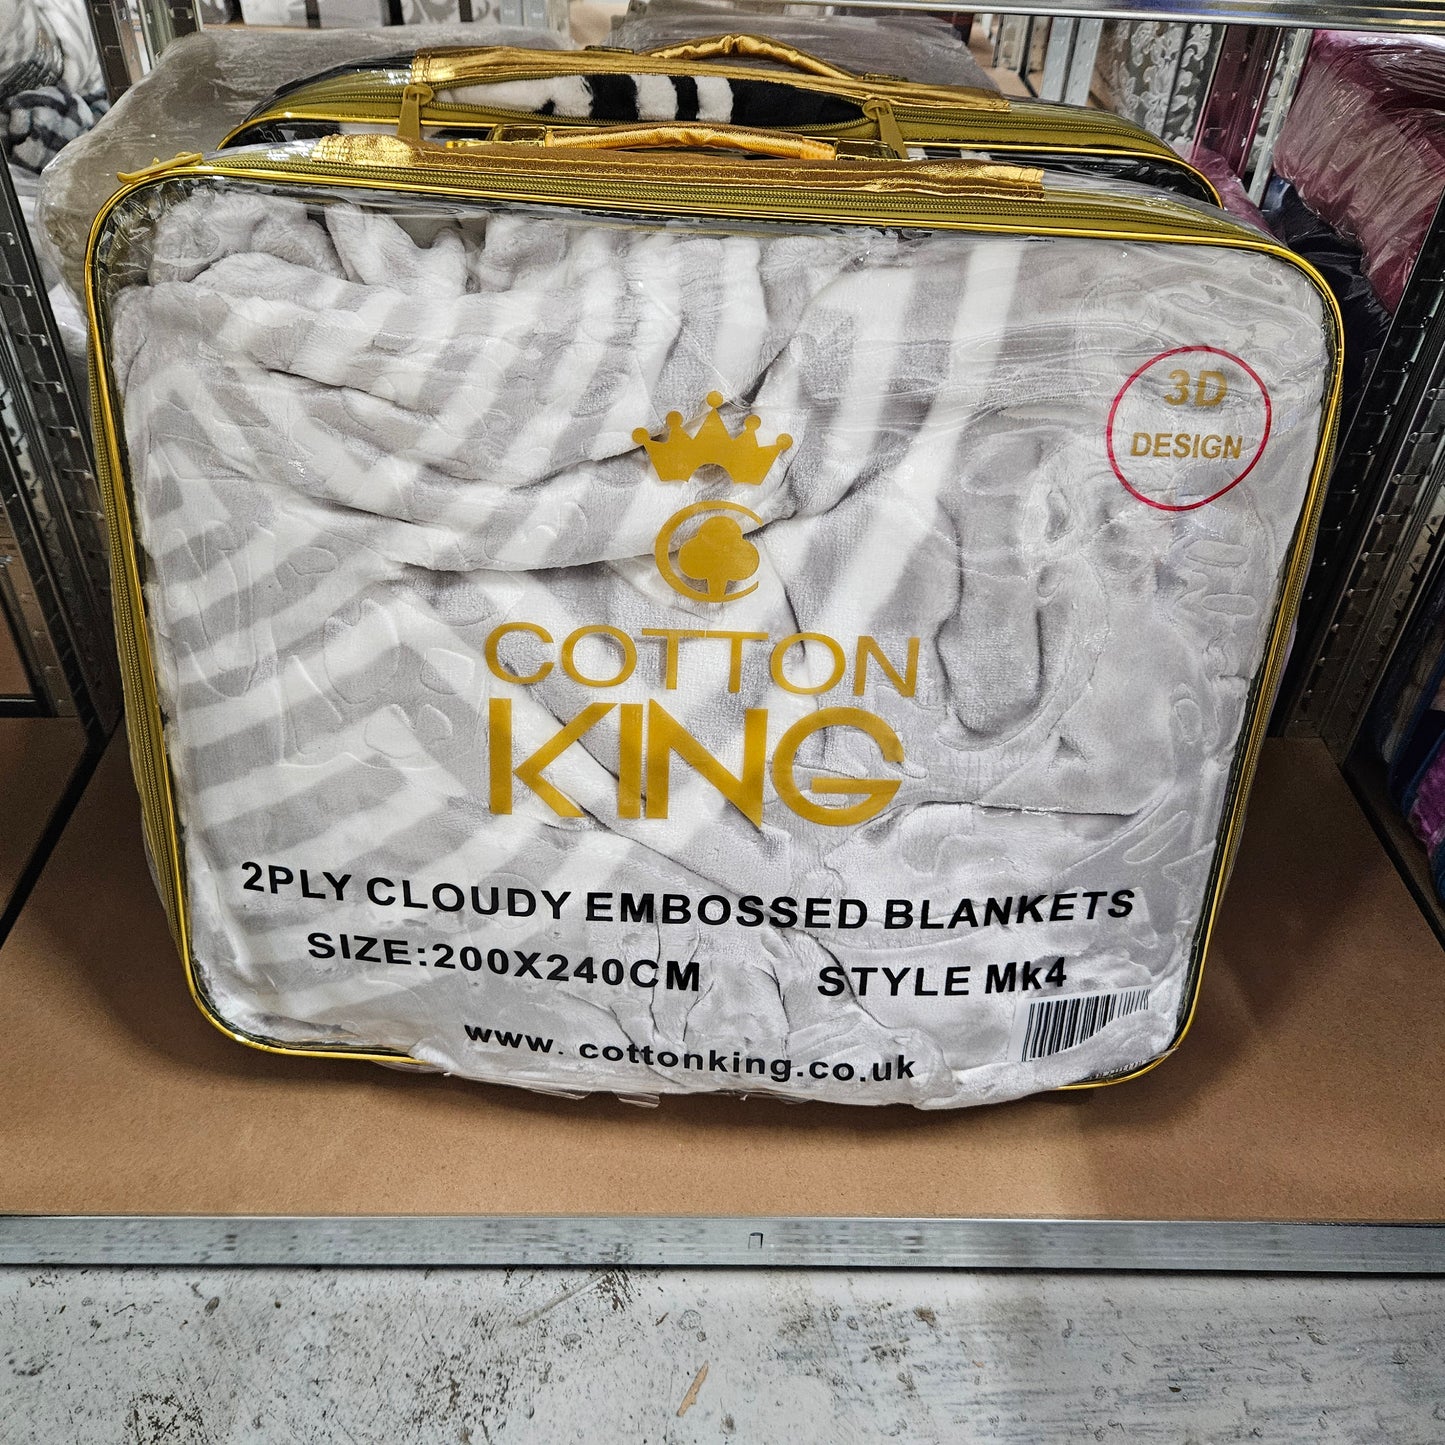 3D
DESIGN
COTTON
KING
2PLY CLOUDY EMBOSSED BLANKETS
SIZE:200X240CM STYLE Mk4
www. cottonking.co.uk